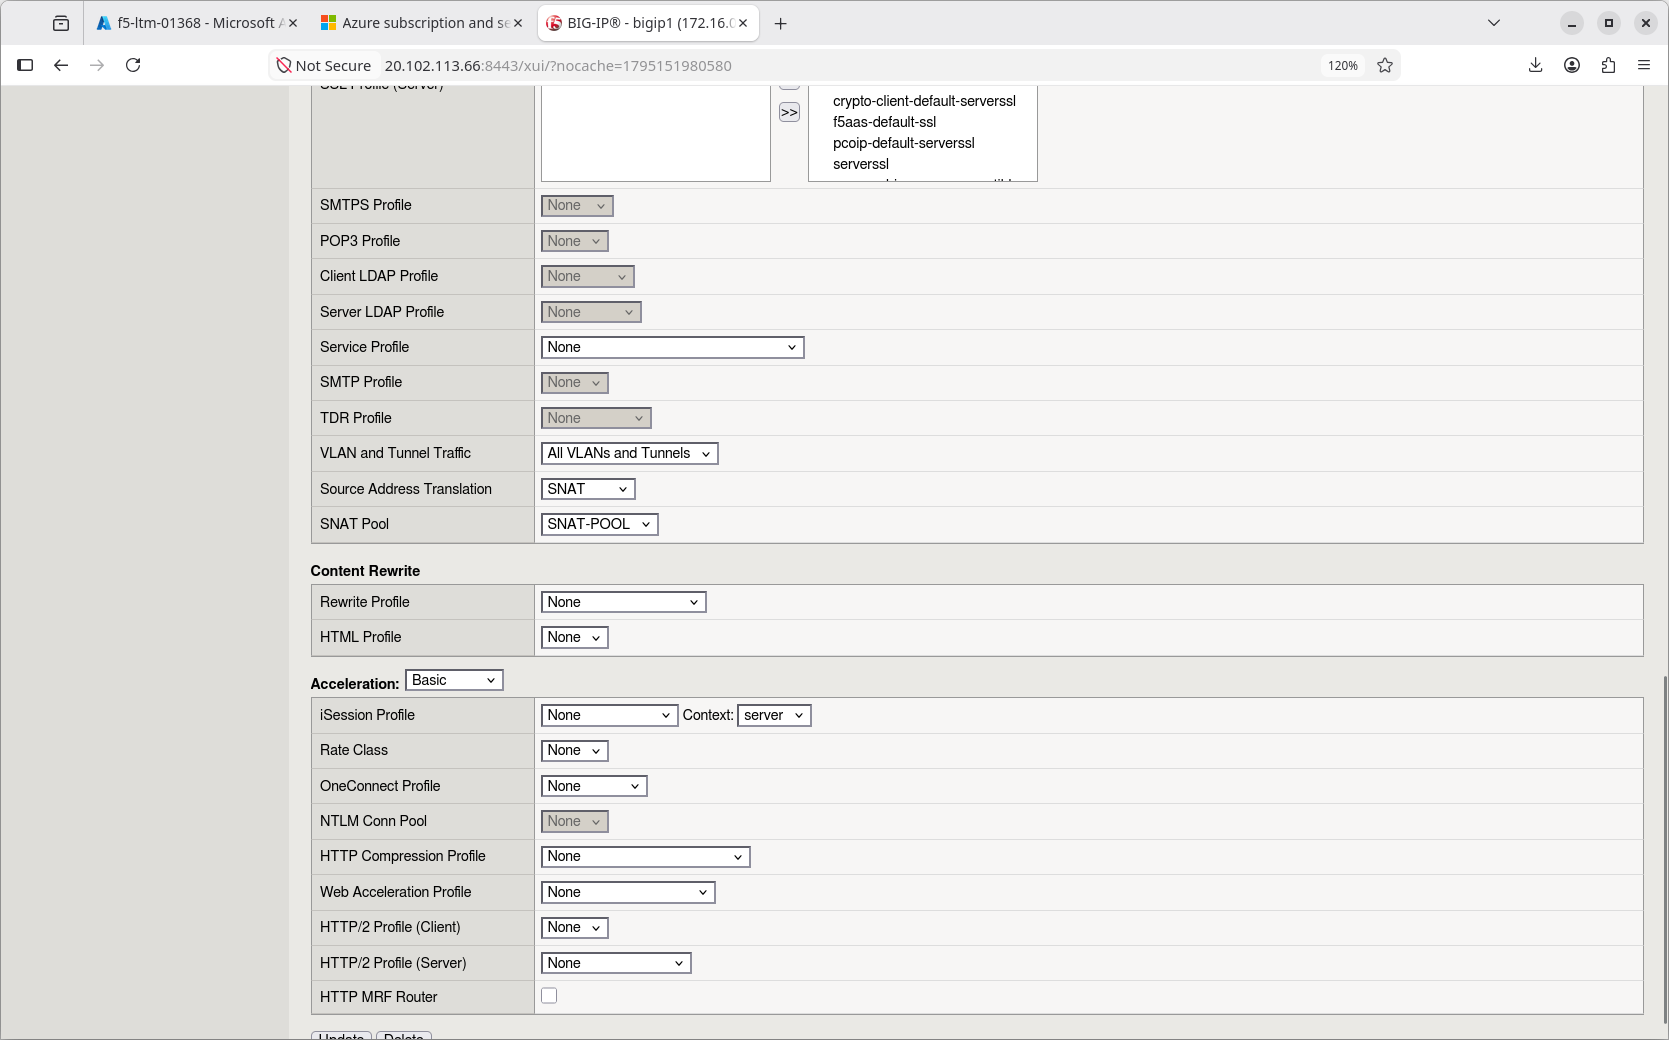 f5-ltm-01368 - Microsoft A
Azure subscription and se
BIG-IP® - bigip1 (172.16.0
Not Secure
20.102.113.66:8443/xui/?nocache=1795151980580
120%
SSL Profile (Server)
>>
crypto-client-default-serverssl
f5aas-default-ssl
pcoip-default-serverssl
serverssl
SMTPS Profile None
POP3 Profile None
Client LDAP Profile None
Server LDAP Profile None
Service Profile None
SMTP Profile None
TDR Profile None
VLAN and Tunnel Traffic All VLANs and Tunnels
Source Address Translation SNAT
SNAT Pool SNAT-POOL
Content Rewrite
Rewrite Profile None
HTML Profile None
Acceleration: Basic
iSession Profile None Context: server
Rate Class None
OneConnect Profile None
NTLM Conn Pool None
HTTP Compression Profile None
Web Acceleration Profile None
HTTP/2 Profile (Client) None
HTTP/2 Profile (Server) None
HTTP MRF Router
Update Delete